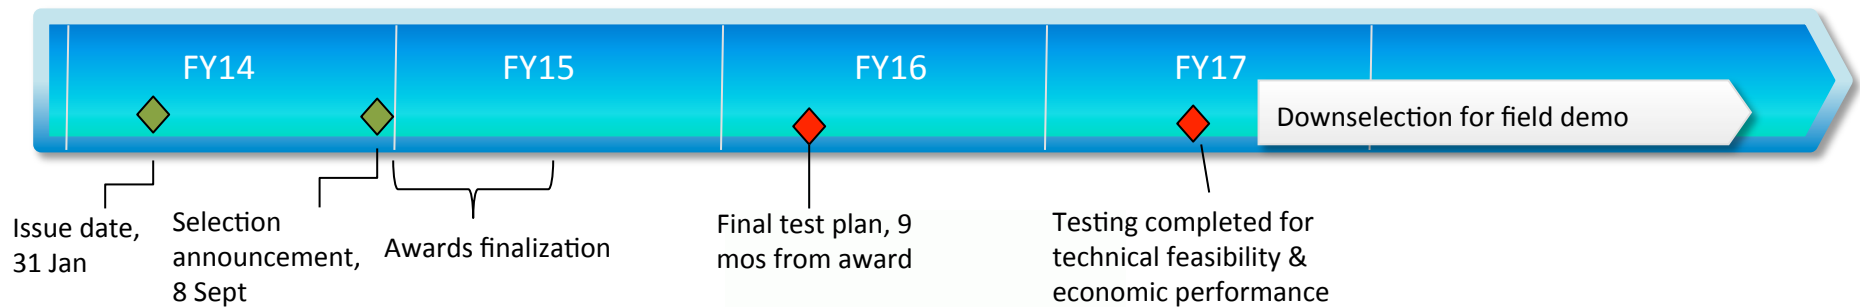 FY14
FY15
FY16
FY17
Downselection for field demo
Issue date,
31 Jan
Selection
announcement,
8 Sept
Awards finalization
Final test plan, 9
mos from award
Testing completed for
technical feasibility &
economic performance